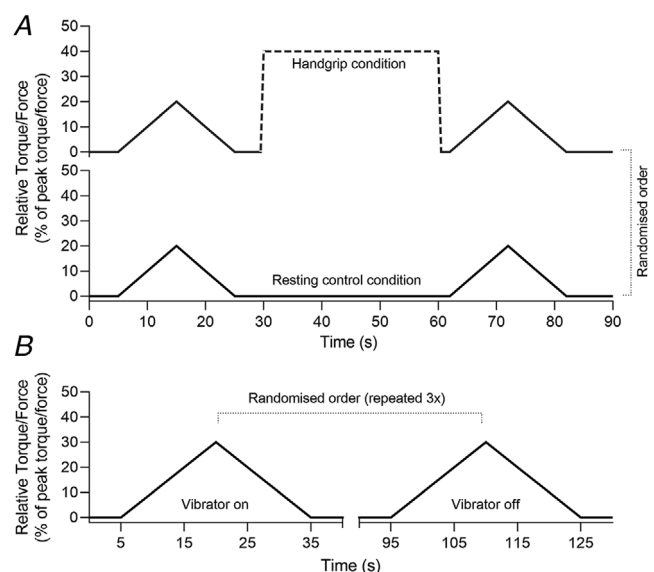 A
Relative Torque/Force
(% of peak torque/force)
50
40
30
20
10
0
Handgrip condition
50
40
30
20
10
0
Resting control condition
Randomised order
0 10 20 30 40 50 60 70 80 90
Time (s)
B
Relative Torque/Force
(% of peak torque/force)
50
40
30
20
10
0
Randomised order (repeated 3x)
Vibrator on
Vibrator off
5 15 25 35 95 105 115 125
Time (s)